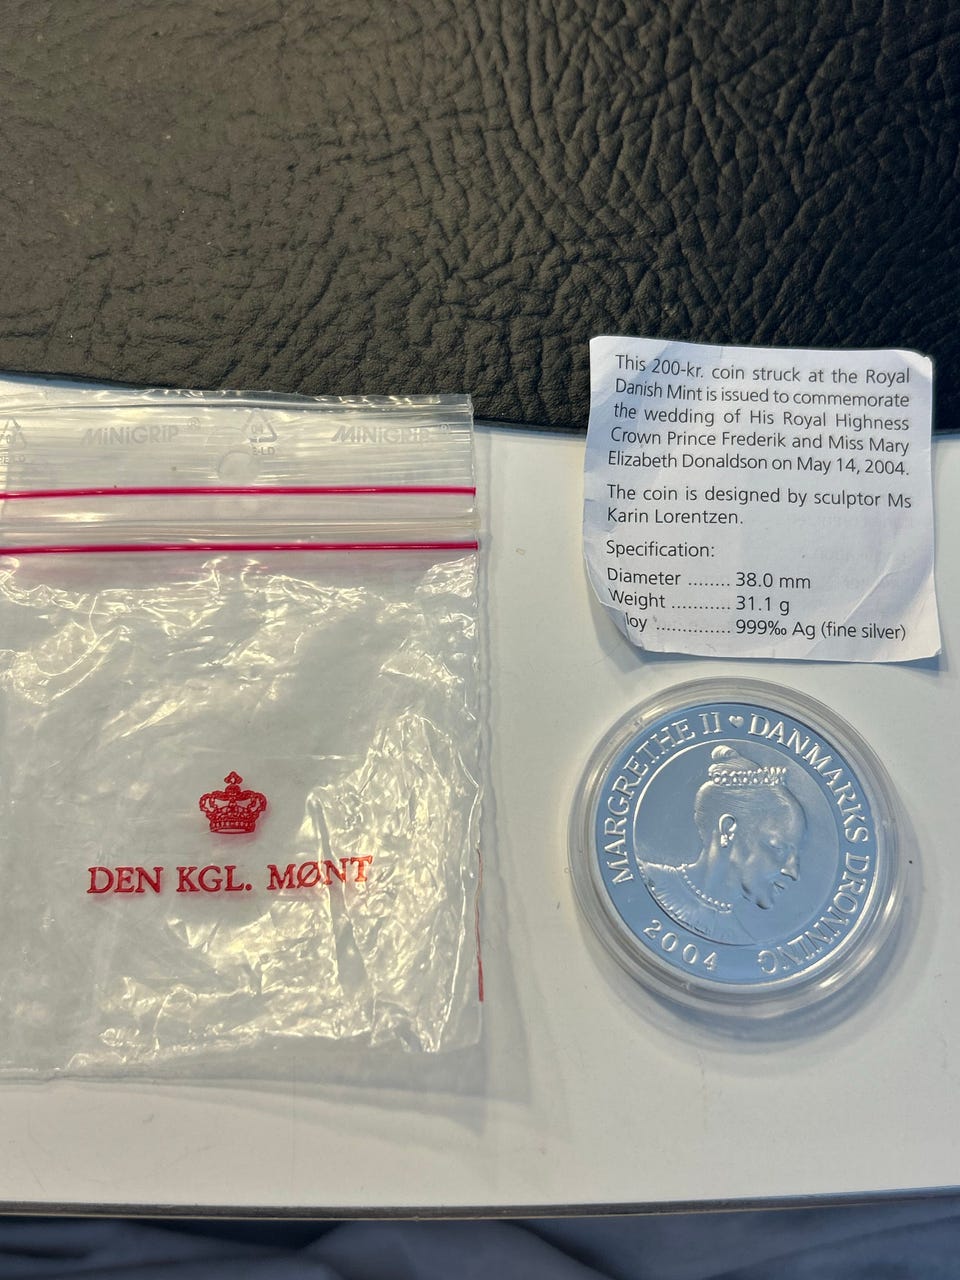 MiNiGRIP ® MiNiGRIP ®
E-LD
DEN KGL. MØNT
This 200-kr. coin struck at the Royal
Danish Mint is issued to commemorate
the wedding of His Royal Highness
Crown Prince Frederik and Miss Mary
Elizabeth Donaldson on May 14, 2004.
The coin is designed by sculptor Ms
Karin Lorentzen.
Specification:
Diameter ........ 38.0 mm
Weight ........... 31.1 g
loy .............. 999‰ Ag (fine silver)
MARGRETHE II ♥ DANMARKS DRONNING
2004